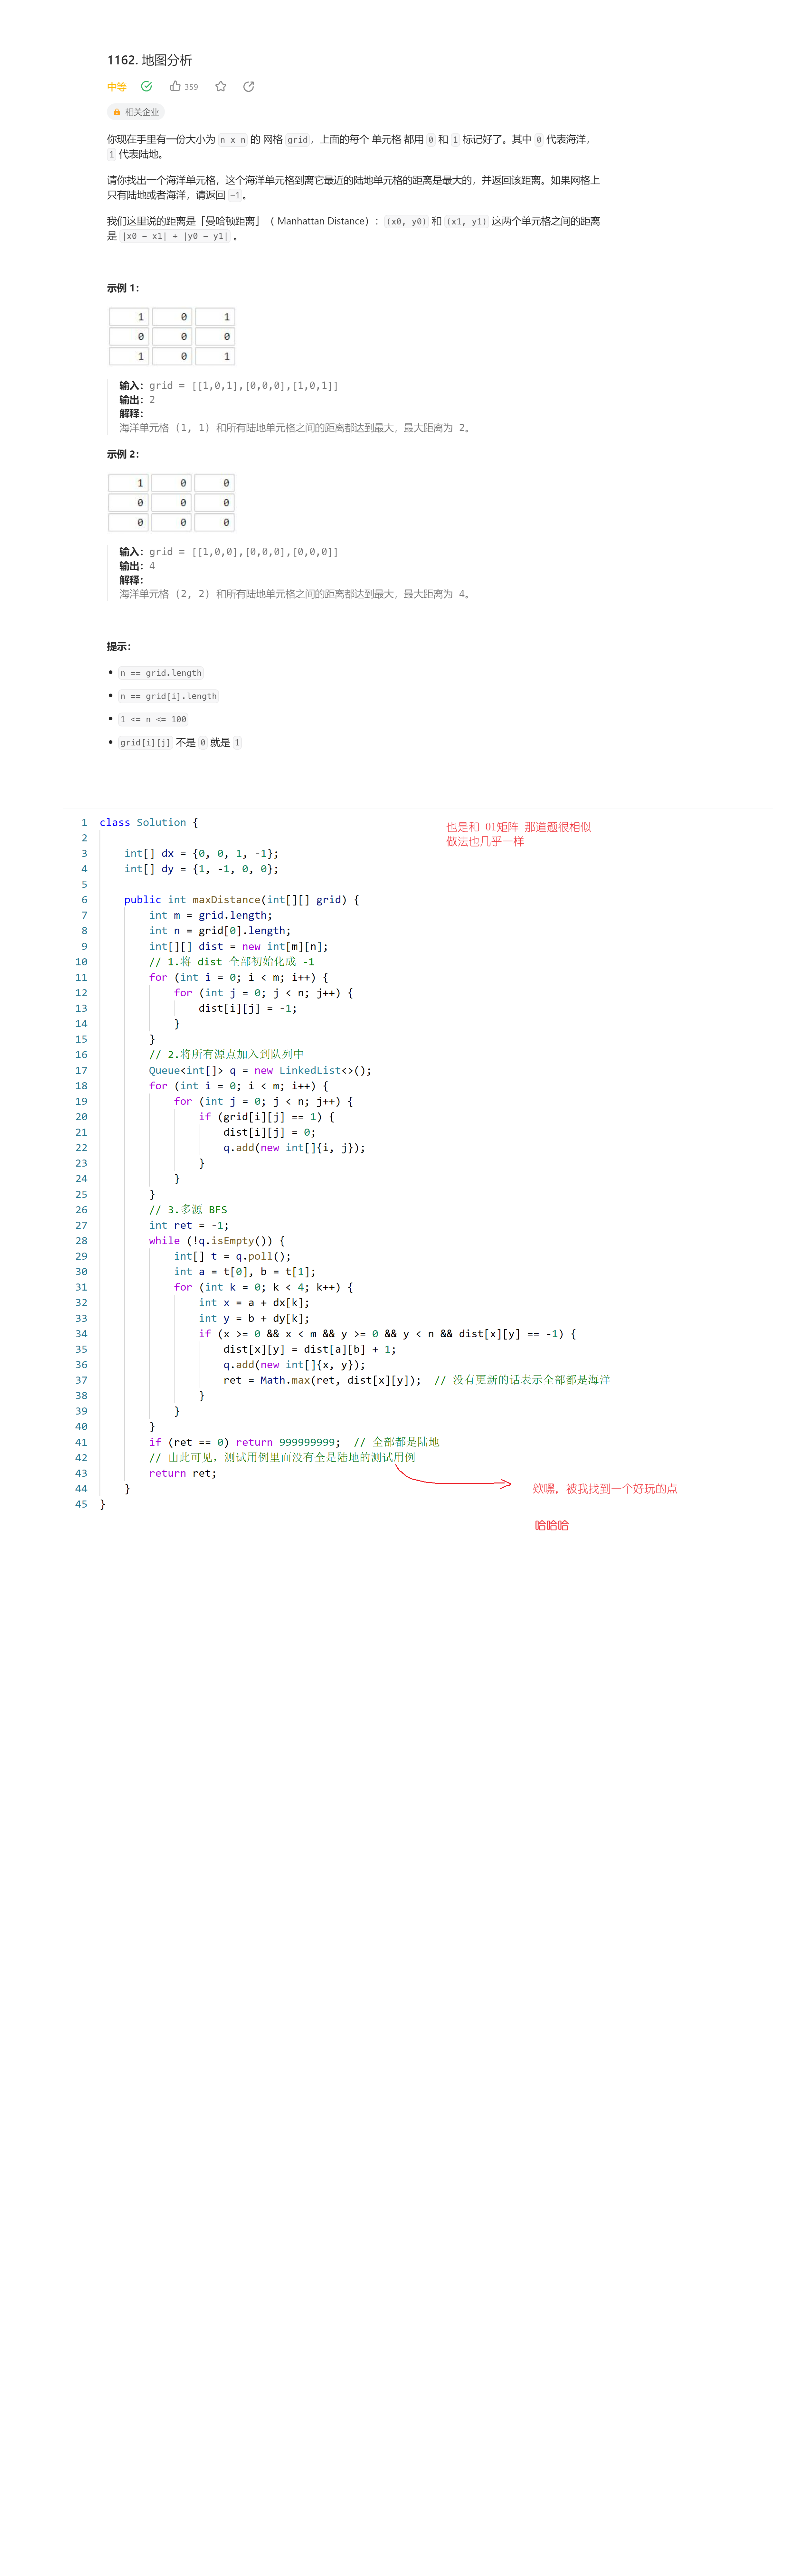 1162. 地图分析
中等 359
相关企业
你现在手里有一份大小为 n x n 的 网格 grid，上面的每个 单元格 都用 0 和 1 标记好了。其中 0 代表海洋，
1 代表陆地。
请你找出一个海洋单元格，这个海洋单元格到离它最近的陆地单元格的距离是最大的，并返回该距离。如果网格上
只有陆地或者海洋，请返回 -1。
我们这里说的距离是「曼哈顿距离」（ Manhattan Distance）：(x0, y0) 和 (x1, y1) 这两个单元格之间的距离
是 |x0 - x1| + |y0 - y1| 。
示例 1：
1 0 1
0 0 0
1 0 1
输入：grid = [[1,0,1],[0,0,0],[1,0,1]]
输出：2
解释：
海洋单元格 (1, 1) 和所有陆地单元格之间的距离都达到最大，最大距离为 2。
示例 2：
1 0 0
0 0 0
0 0 0
输入：grid = [[1,0,0],[0,0,0],[0,0,0]]
输出：4
解释：
海洋单元格 (2, 2) 和所有陆地单元格之间的距离都达到最大，最大距离为 4。
提示：
• n == grid.length
• n == grid[i].length
• 1 <= n <= 100
• grid[i][j] 不是 0 就是 1
1 class Solution {
也是和 01矩阵 那道题很相似
做法也几乎一样
2
3     int[] dx = {0, 0, 1, -1};
4     int[] dy = {1, -1, 0, 0};
5
6     public int maxDistance(int[][] grid) {
7         int m = grid.length;
8         int n = grid[0].length;
9         int[][] dist = new int[m][n];
10         // 1.将 dist 全部初始化成 -1
11         for (int i = 0; i < m; i++) {
12             for (int j = 0; j < n; j++) {
13                 dist[i][j] = -1;
14             }
15         }
16         // 2.将所有源点加入到队列中
17         Queue<int[]> q = new LinkedList<>();
18         for (int i = 0; i < m; i++) {
19             for (int j = 0; j < n; j++) {
20                 if (grid[i][j] == 1) {
21                     dist[i][j] = 0;
22                     q.add(new int[]{i, j});
23                 }
24             }
25         }
26         // 3.多源 BFS
27         int ret = -1;
28         while (!q.isEmpty()) {
29             int[] t = q.poll();
30             int a = t[0], b = t[1];
31             for (int k = 0; k < 4; k++) {
32                 int x = a + dx[k];
33                 int y = b + dy[k];
34                 if (x >= 0 && x < m && y >= 0 && y < n && dist[x][y] == -1) {
35                     dist[x][y] = dist[a][b] + 1;
36                     q.add(new int[]{x, y});
37                     ret = Math.max(ret, dist[x][y]);  // 没有更新的话表示全部都是海洋
38                 }
39             }
40         }
41         if (ret == 0) return 999999999;  // 全部都是陆地
42         // 由此可见，测试用例里面没有全是陆地的测试用例
43         return ret;
44     }
欸嘿，被我找到一个好玩的点
45 }
哈哈哈